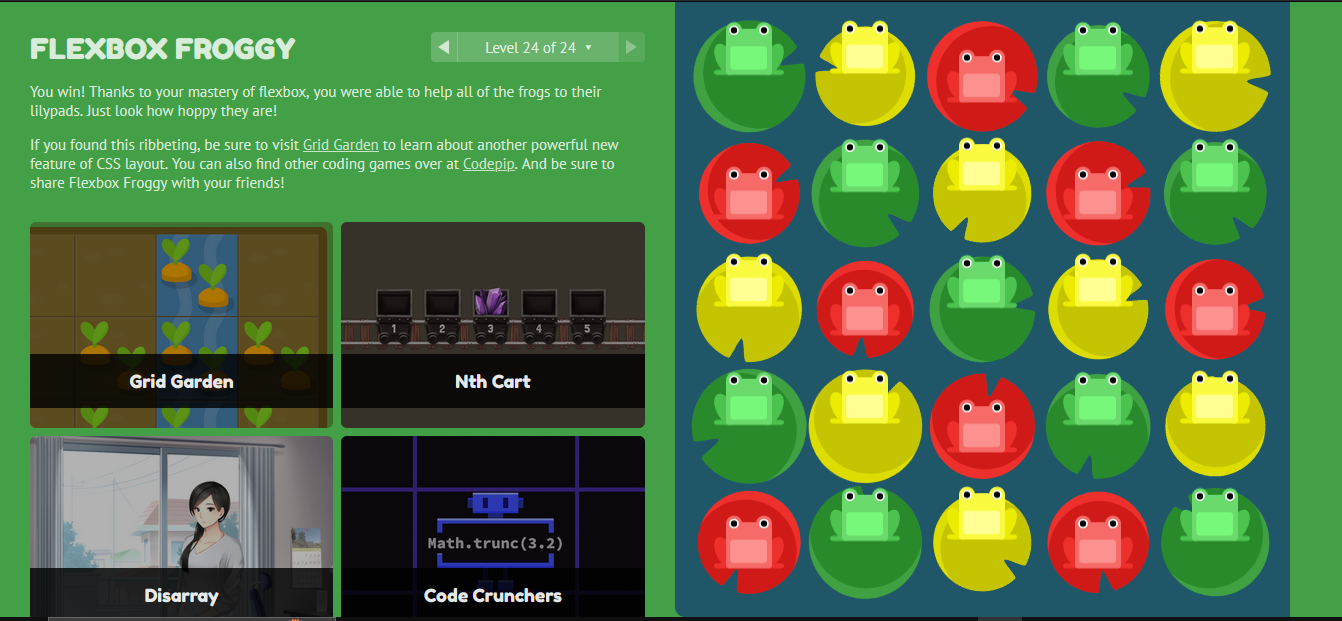 FLEXBOX FROGGY
◀ Level 24 of 24 ▼ ▶
You win! Thanks to your mastery of flexbox, you were able to help all of the frogs to their
lilypads. Just look how hoppy they are!
If you found this ribbeting, be sure to visit Grid Garden to learn about another powerful new
feature of CSS layout. You can also find other coding games over at Codepip. And be sure to
share Flexbox Froggy with your friends!
Grid Garden
1 2 3 4 5
Nth Cart
Disarray
Math.trunc(3.2)
Code Crunchers